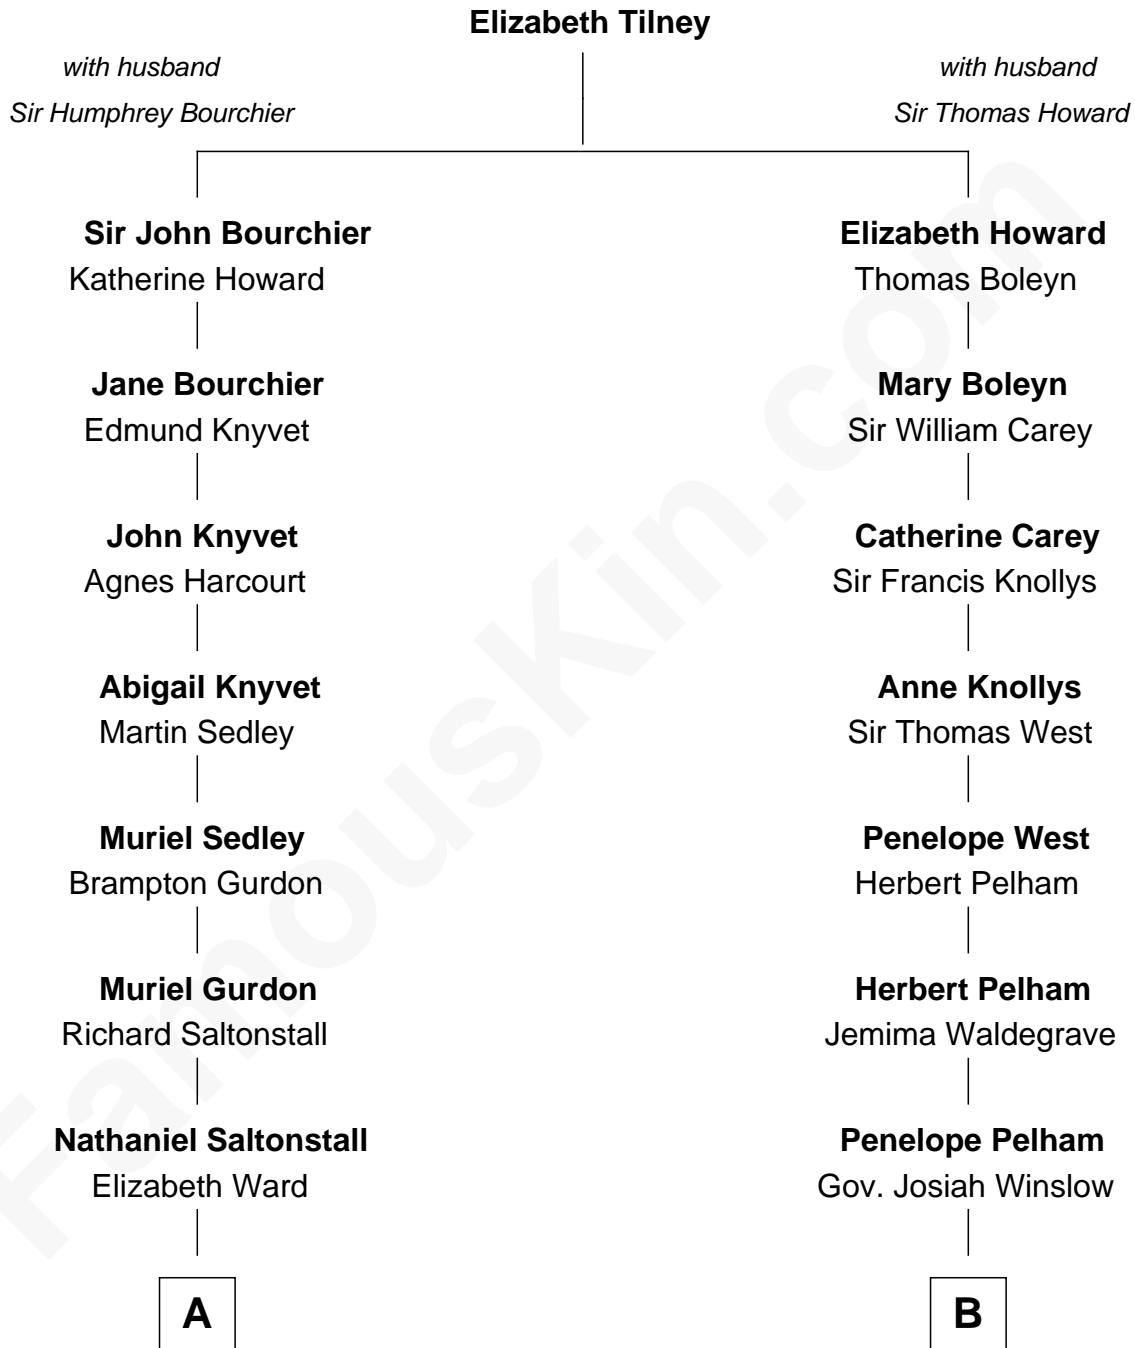 Elizabeth Tilney
with husband
Sir Humphrey Bourchier
with husband
Sir Thomas Howard
Sir John Bourchier
Katherine Howard
Elizabeth Howard
Thomas Boleyn
Jane Bourchier
Edmund Knyvet
Mary Boleyn
Sir William Carey
John Knyvet
Agnes Harcourt
Catherine Carey
Sir Francis Knollys
Abigail Knyvet
Martin Sedley
Anne Knollys
Sir Thomas West
Muriel Sedley
Brampton Gurdon
Penelope West
Herbert Pelham
Muriel Gurdon
Richard Saltonstall
Herbert Pelham
Jemima Waldegrave
Nathaniel Saltonstall
Elizabeth Ward
Penelope Pelham
Gov. Josiah Winslow
A
B
FamousKin.com